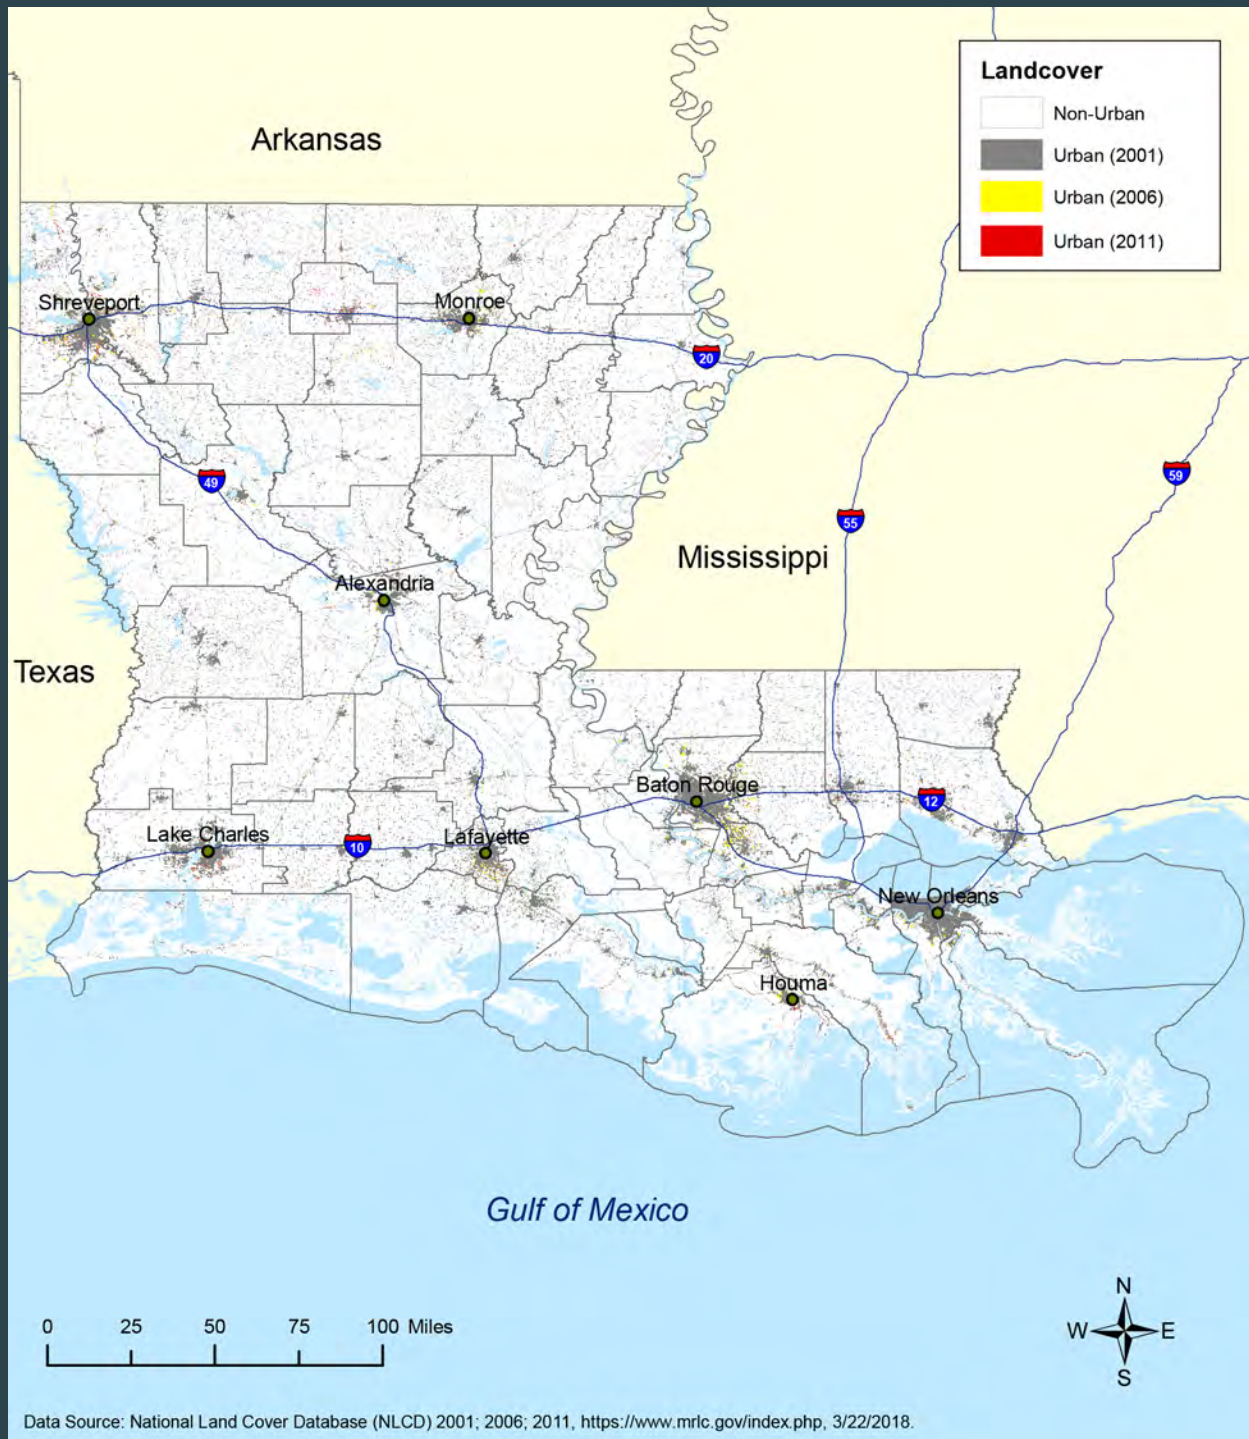 Landcover
Non-Urban
Urban (2001)
Urban (2006)
Urban (2011)
Arkansas
Shreveport
Monroe
20
49
59
55
Mississippi
Alexandria
Texas
Baton Rouge
12
Lake Charles
10
Lafayette
New Orleans
Houma
Gulf of Mexico
N
W E
S
0 25 50 75 100 Miles
Data Source: National Land Cover Database (NLCD) 2001; 2006; 2011, https://www.mrlc.gov/index.php, 3/22/2018.